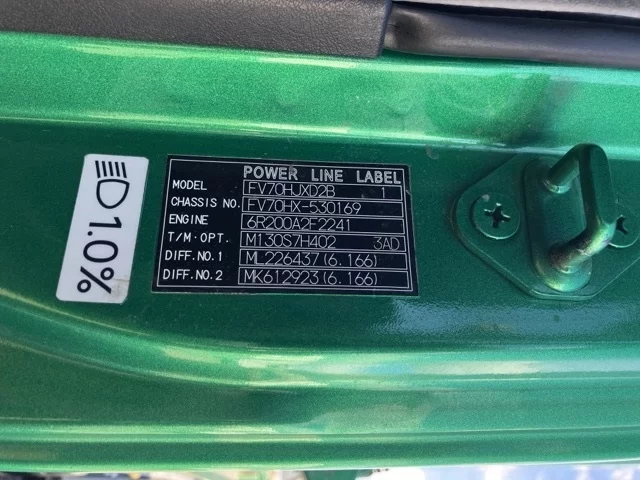 POWER LINE LABEL
MODEL FV70HJXD2B 1
CHASSIS NO. FV70HX-530169
ENGINE 6R200A2F2241
T/M·OPT. M130S7H402 3AD
DIFF.NO.1 ML226437(6.166)
DIFF.NO.2 MK612923(6.166)
1.0%